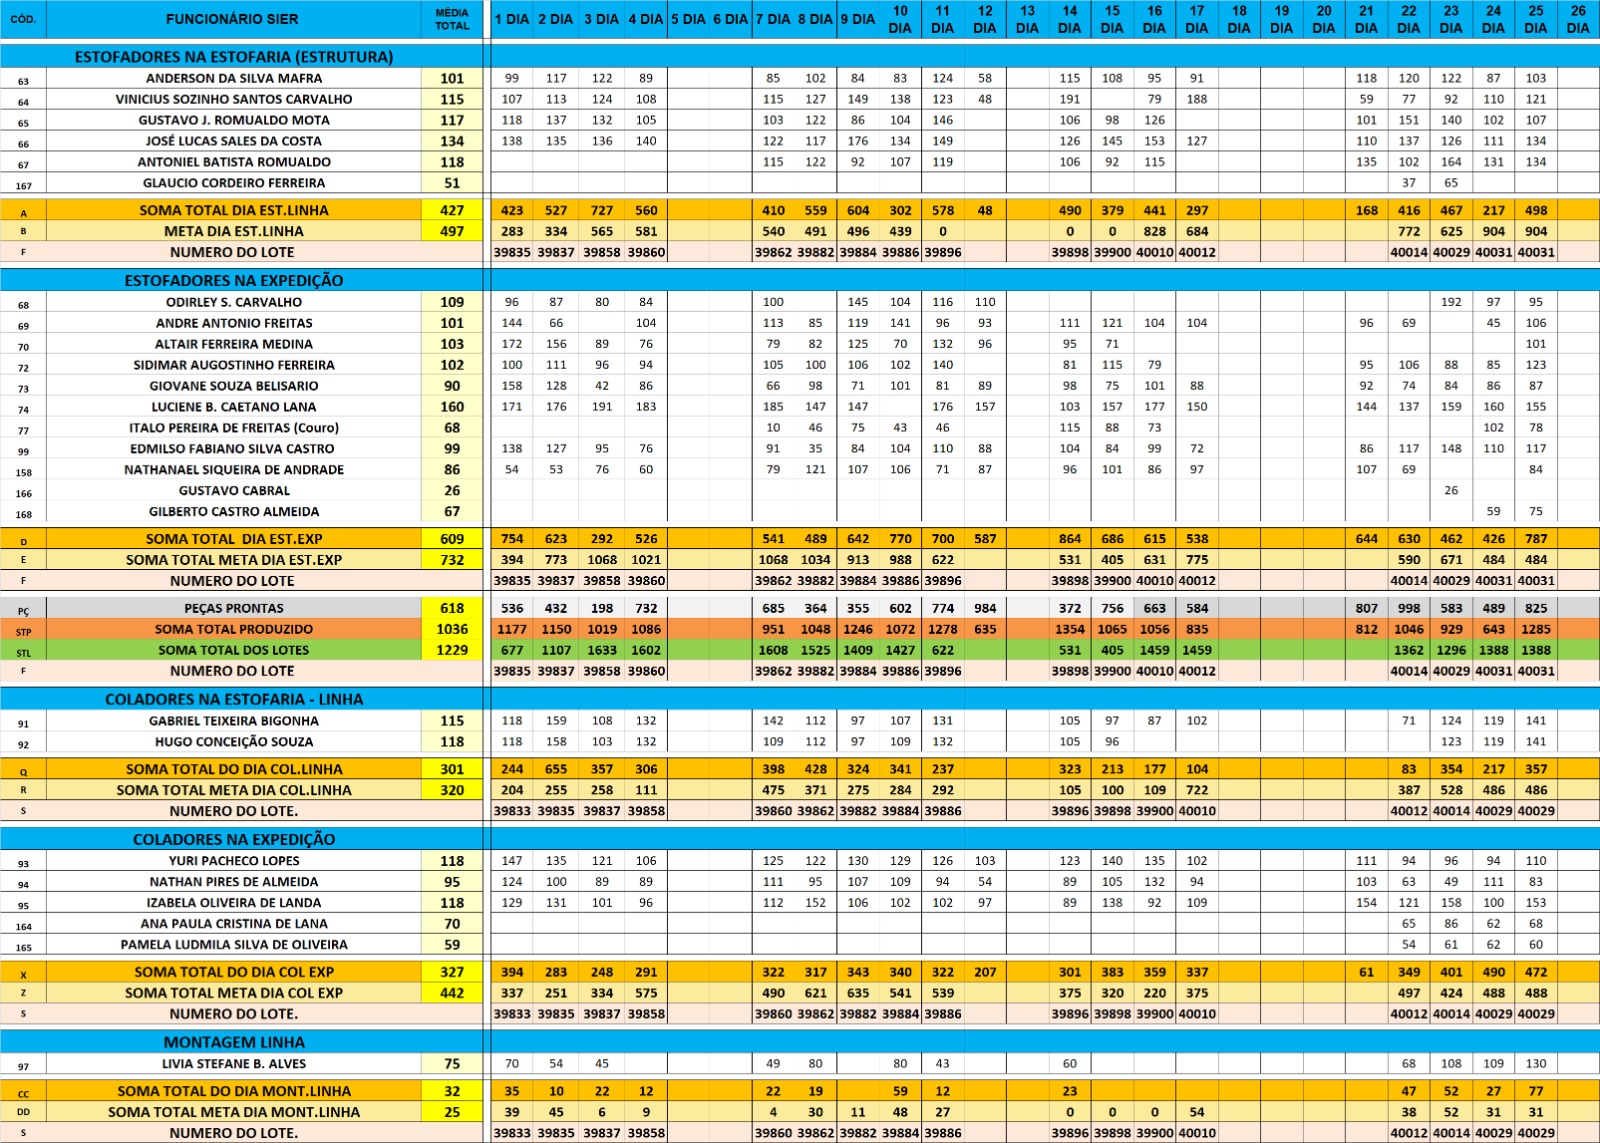 CÓD. FUNCIONÁRIO SIER MÉDIA TOTAL 1 DIA 2 DIA 3 DIA 4 DIA 5 DIA 6 DIA 7 DIA 8 DIA 9 DIA 10 DIA 11 DIA 12 DIA 13 DIA 14 DIA 15 DIA 16 DIA 17 DIA 18 DIA 19 DIA 20 DIA 21 DIA 22 DIA 23 DIA 24 DIA 25 DIA 26 DIA
ESTOFADORES NA ESTOFARIA (ESTRUTURA)
63 ANDERSON DA SILVA MAFRA 101 99 117 122 89 85 102 84 83 124 58 115 108 95 91 118 120 122 87 103
64 VINICIUS SOZINHO SANTOS CARVALHO 115 107 113 124 108 115 127 149 138 123 48 191 79 188 59 77 92 110 121
65 GUSTAVO J. ROMUALDO MOTA 117 118 137 132 105 103 122 86 104 146 106 98 126 101 151 140 102 107
66 JOSÉ LUCAS SALES DA COSTA 134 138 135 136 140 122 117 176 134 149 126 145 153 127 110 137 126 111 134
67 ANTONIEL BATISTA ROMUALDO 118 115 122 92 107 119 106 92 115 135 102 164 131 134
167 GLAUCIO CORDEIRO FERREIRA 51 37 65
A SOMA TOTAL DIA EST.LINHA 427 423 527 727 560 410 559 604 302 578 48 490 379 441 297 168 416 467 217 498
B META DIA EST.LINHA 497 283 334 565 581 540 491 496 439 0 0 0 828 684 772 625 904 904
F NUMERO DO LOTE 39835 39837 39858 39860 39862 39882 39884 39886 39896 39898 39900 40010 40012 40014 40029 40031 40031
ESTOFADORES NA EXPEDIÇÃO
68 ODIRLEY S. CARVALHO 109 96 87 80 84 100 145 104 116 110 192 97 95
69 ANDRE ANTONIO FREITAS 101 144 66 104 113 85 119 141 96 93 111 121 104 104 96 69 45 106
70 ALTAIR FERREIRA MEDINA 103 172 156 89 76 79 82 125 70 132 96 95 71 101
72 SIDIMAR AUGOSTINHO FERREIRA 102 100 111 96 94 105 100 106 102 140 81 115 79 95 106 88 85 123
73 GIOVANE SOUZA BELISARIO 90 158 128 42 86 66 98 71 101 81 89 98 75 101 88 92 74 84 86 87
74 LUCIENE B. CAETANO LANA 160 171 176 191 183 185 147 147 176 157 103 157 177 150 144 137 159 160 155
77 ITALO PEREIRA DE FREITAS (Couro) 68 10 46 75 43 46 115 88 73 102 78
99 EDMILSO FABIANO SILVA CASTRO 99 138 127 95 76 91 35 84 104 110 88 104 84 99 72 86 117 148 110 117
158 NATHANAEL SIQUEIRA DE ANDRADE 86 54 53 76 60 79 121 107 106 71 87 96 101 86 97 107 69 84
166 GUSTAVO CABRAL 26 26
168 GILBERTO CASTRO ALMEIDA 67 59 75
D SOMA TOTAL DIA EST.EXP 609 754 623 292 526 541 489 642 770 700 587 864 686 615 538 644 630 462 426 787
E SOMA TOTAL META DIA EST.EXP 732 394 773 1068 1021 1068 1034 913 988 622 531 405 631 775 590 671 484 484
F NUMERO DO LOTE 39835 39837 39858 39860 39862 39882 39884 39886 39896 39898 39900 40010 40012 40014 40029 40031 40031
PÇ PEÇAS PRONTAS 618 536 432 198 732 685 364 355 602 774 984 372 756 663 584 807 998 583 489 825
STP SOMA TOTAL PRODUZIDO 1036 1177 1150 1019 1086 951 1048 1246 1072 1278 635 1354 1065 1056 835 812 1046 929 643 1285
STL SOMA TOTAL DOS LOTES 1229 677 1107 1633 1602 1608 1525 1409 1427 622 531 405 1459 1459 1362 1296 1388 1388
F NUMERO DO LOTE 39835 39837 39858 39860 39862 39882 39884 39886 39896 39898 39900 40010 40012 40014 40029 40031 40031
COLADORES NA ESTOFARIA - LINHA
91 GABRIEL TEIXEIRA BIGONHA 115 118 159 108 132 142 112 97 107 131 105 97 87 102 71 124 119 141
92 HUGO CONCEIÇÃO SOUZA 118 118 158 103 132 109 112 97 109 132 105 96 123 119 141
Q SOMA TOTAL DO DIA COL.LINHA 301 244 655 357 306 398 428 324 341 237 323 213 177 104 83 354 217 357
R SOMA TOTAL META DIA COL.LINHA 320 204 255 258 111 475 371 275 284 292 105 100 109 722 387 528 486 486
S NUMERO DO LOTE. 39833 39835 39837 39858 39860 39862 39882 39884 39886 39896 39898 39900 40010 40012 40014 40029 40029
COLADORES NA EXPEDIÇÃO
93 YURI PACHECO LOPES 118 147 135 121 106 125 122 130 129 126 103 123 140 135 102 111 94 96 94 110
94 NATHAN PIRES DE ALMEIDA 95 124 100 89 89 111 95 107 109 94 54 89 105 132 94 103 63 49 111 83
95 IZABELA OLIVEIRA DE LANDA 118 129 131 101 96 112 152 106 102 102 97 89 138 92 109 154 121 158 100 153
164 ANA PAULA CRISTINA DE LANA 70 65 86 62 68
165 PAMELA LUDMILA SILVA DE OLIVEIRA 59 54 61 62 60
X SOMA TOTAL DO DIA COL EXP 327 394 283 248 291 322 317 343 340 322 207 301 383 359 337 61 349 401 490 472
Z SOMA TOTAL META DIA COL EXP 442 337 251 334 575 490 621 635 541 539 375 320 220 375 497 424 488 488
S NUMERO DO LOTE. 39833 39835 39837 39858 39860 39862 39882 39884 39886 39896 39898 39900 40010 40012 40014 40029 40029
MONTAGEM LINHA
97 LIVIA STEFANE B. ALVES 75 70 54 45 49 80 80 43 60 68 108 109 130
CC SOMA TOTAL DO DIA MONT.LINHA 32 35 10 22 12 22 19 59 12 23 47 52 27 77
DD SOMA TOTAL META DIA MONT.LINHA 25 39 45 6 9 4 30 11 48 27 0 0 0 54 38 52 31 31
S NUMERO DO LOTE. 39833 39835 39837 39858 39860 39862 39882 39884 39886 39896 39898 39900 40010 40012 40014 40029 40029